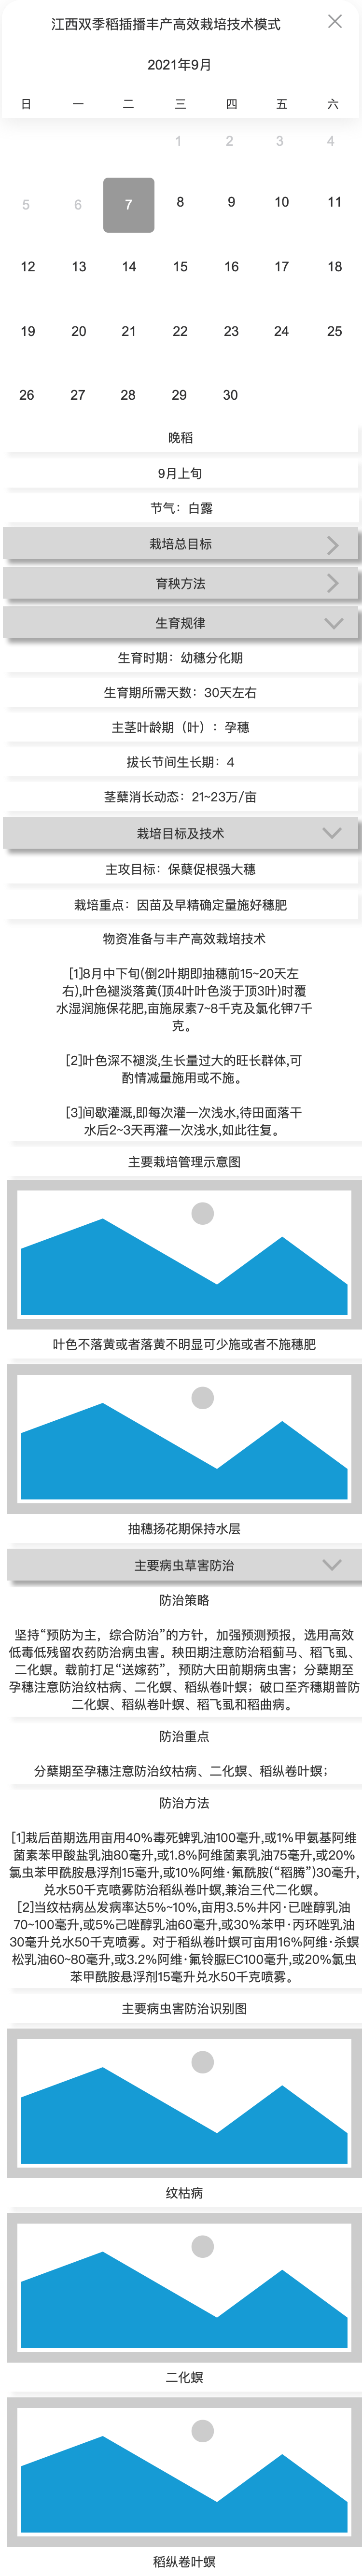 江西双季稻插播丰产高效栽培技术模式
2021年9月
日 一 二 三 四 五 六
1 2 3 4
5 6 7 8 9 10 11
12 13 14 15 16 17 18
19 20 21 22 23 24 25
26 27 28 29 30
晚稻
9月上旬
节气：白露
栽培总目标
育秧方法
生育规律
生育时期：幼穗分化期
生育期所需天数：30天左右
主茎叶龄期（叶）：孕穗
拔长节间生长期：4
茎蘖消长动态：21~23万/亩
栽培目标及技术
主攻目标：保蘖促根强大穗
栽培重点：因苗及早精确定量施好穗肥
物资准备与丰产高效栽培技术
[1]8月中下旬(倒2叶期即抽穗前15~20天左
右),叶色褪淡落黄(顶4叶叶色淡于顶3叶)时覆
水湿润施保花肥,亩施尿素7~8千克及氯化钾7千
克。
[2]叶色深不褪淡,生长量过大的旺长群体,可
酌情减量施用或不施。
[3]间歇灌溉,即每次灌一次浅水,待田面落干
水后2~3天再灌一次浅水,如此往复。
主要栽培管理示意图
叶色不落黄或者落黄不明显可少施或者不施穗肥
抽穗扬花期保持水层
主要病虫草害防治
防治策略
坚持“预防为主，综合防治”的方针，加强预测预报，选用高效
低毒低残留农药防治病虫害。秧田期注意防治稻蓟马、稻飞虱、
二化螟。栽前打足“送嫁药”，预防大田前期病虫害；分蘖期至
孕穗注意防治纹枯病、二化螟、稻纵卷叶螟；破口至齐穗期普防
二化螟、稻纵卷叶螟、稻飞虱和稻曲病。
防治重点
分蘖期至孕穗注意防治纹枯病、二化螟、稻纵卷叶螟；
防治方法
[1]栽后苗期选用亩用40%毒死蜱乳油100毫升,或1%甲氨基阿维
菌素苯甲酸盐乳油80毫升,或1.8%阿维菌素乳油75毫升,或20%
氯虫苯甲酰胺悬浮剂15毫升,或10%阿维·氟酰胺(“稻腾”)30毫升,
兑水50千克喷雾防治稻纵卷叶螟,兼治三代二化螟。
[2]当纹枯病丛发病率达5%~10%,亩用3.5%井冈·已唑醇乳油
70~100毫升,或5%己唑醇乳油60毫升,或30%苯甲·丙环唑乳油
30毫升兑水50千克喷雾。对于稻纵卷叶螟可亩用16%阿维·杀螟
松乳油60~80毫升,或3.2%阿维·氟铃脲EC100毫升,或20%氯虫
苯甲酰胺悬浮剂15毫升兑水50千克喷雾。
主要病虫害防治识别图
纹枯病
二化螟
稻纵卷叶螟